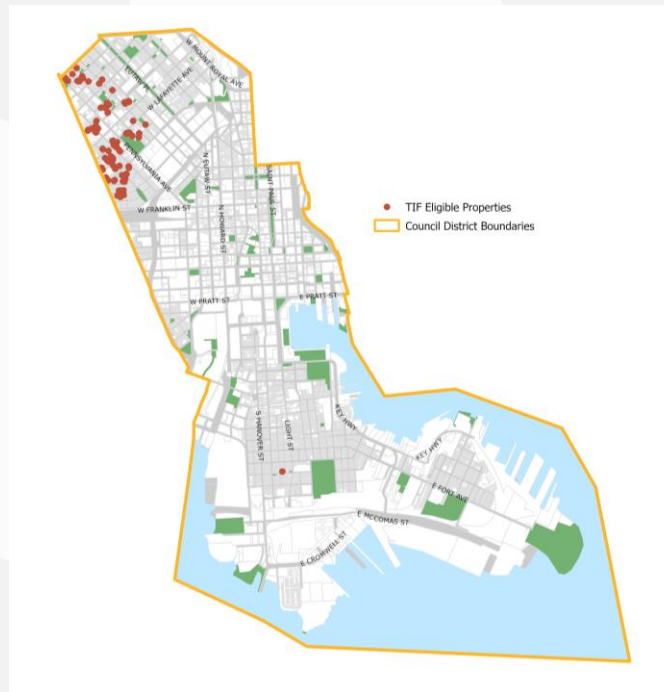 W MOUNT ROYAL AVE
EUTAW PL
W LAFAYETTE AVE
PENNSYLVANIA AVE
N EUTAW ST
SAINT PAUL ST
W FRANKLIN ST
N HOWARD ST
TIF Eligible Properties
Council District Boundaries
W PRATT ST
E PRATT ST
KEY HWY
S HANOVER ST
LIGHT ST
KEY HWY
E FORT AVE
E MCCOMAS ST
E CROMWELL ST